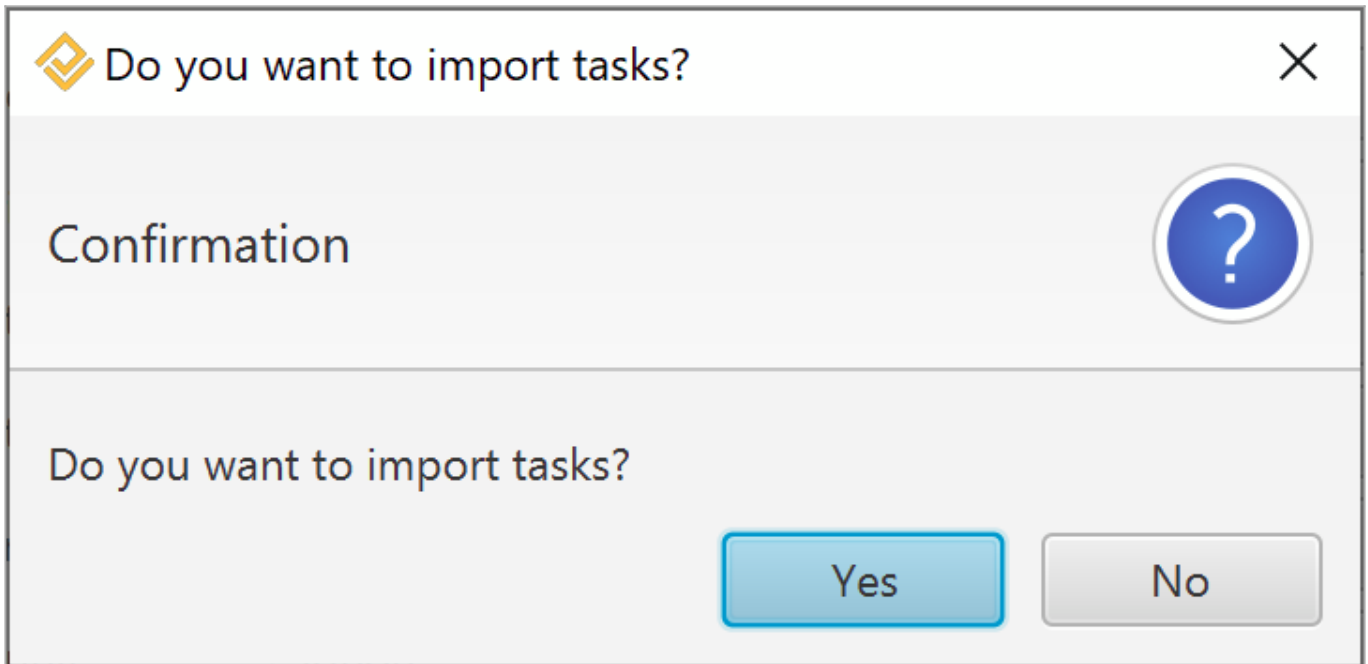 Do you want to import tasks?
Confirmation
?
Do you want to import tasks?
Yes No